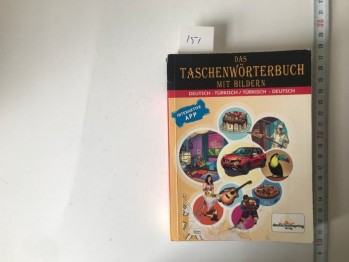 151
DAS
TASCHENWÖRTERBUCH
MIT BILDERN
DEUTSCH - TÜRKISCH / TÜRKISCH - DEUTSCH
INTERAKTIVE
APP